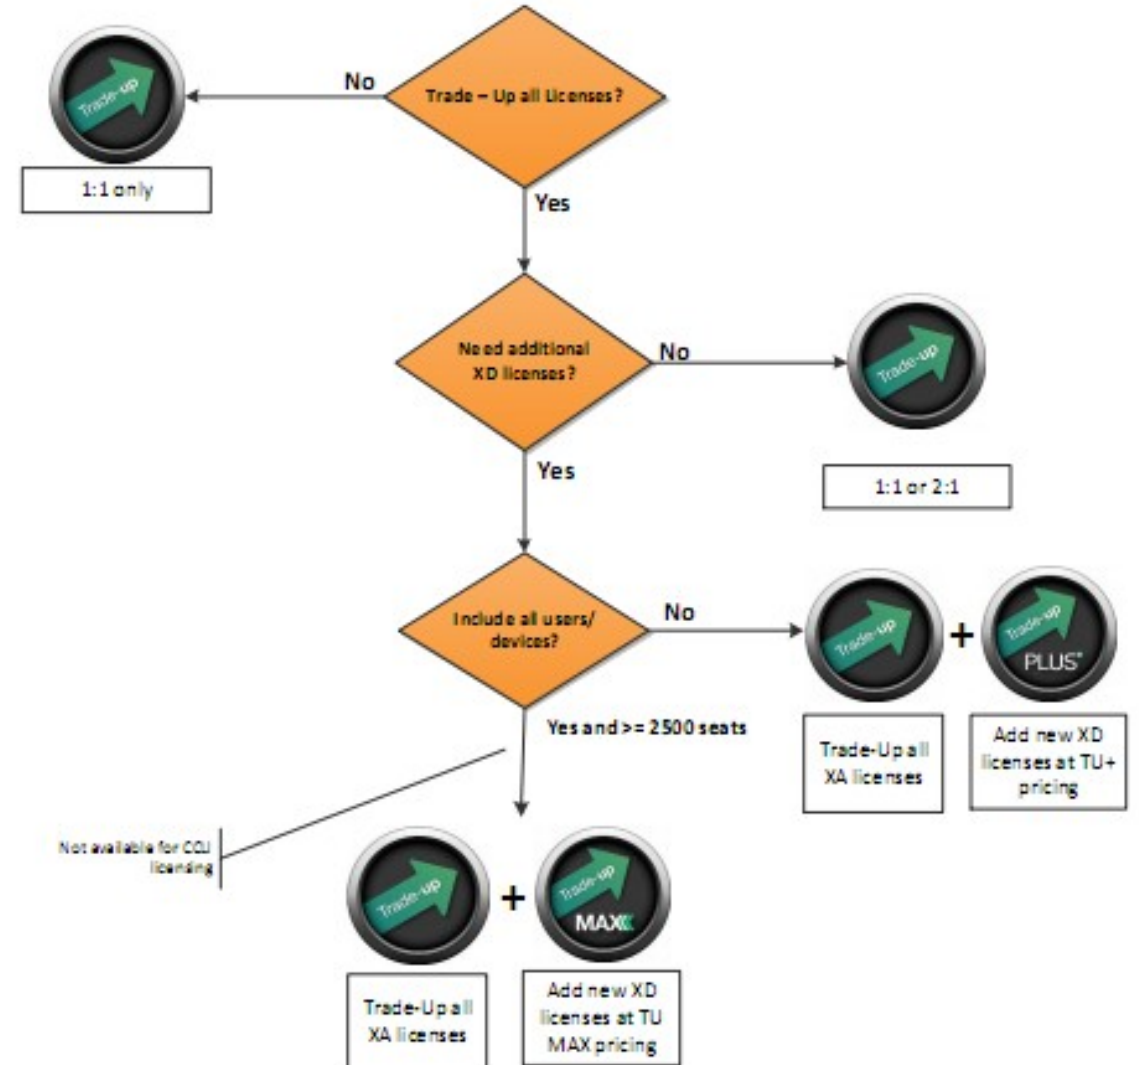 No
Trade – Up all Licenses?
Trade-up
1:1 only
Yes
Need additional
XD licenses?
No
Trade-up
1:1 or 2:1
Yes
Include all users/
devices?
No
Trade-up
+
Trade-up
PLUS+
Yes and >= 2500 seats
Trade-Up all
XA licenses
Add new XD
licenses at TU+
pricing
Not available for CCU
licensing
Trade-up
+
Trade-up
MAX
Trade-Up all
XA licenses
Add new XD
licenses at TU
MAX pricing